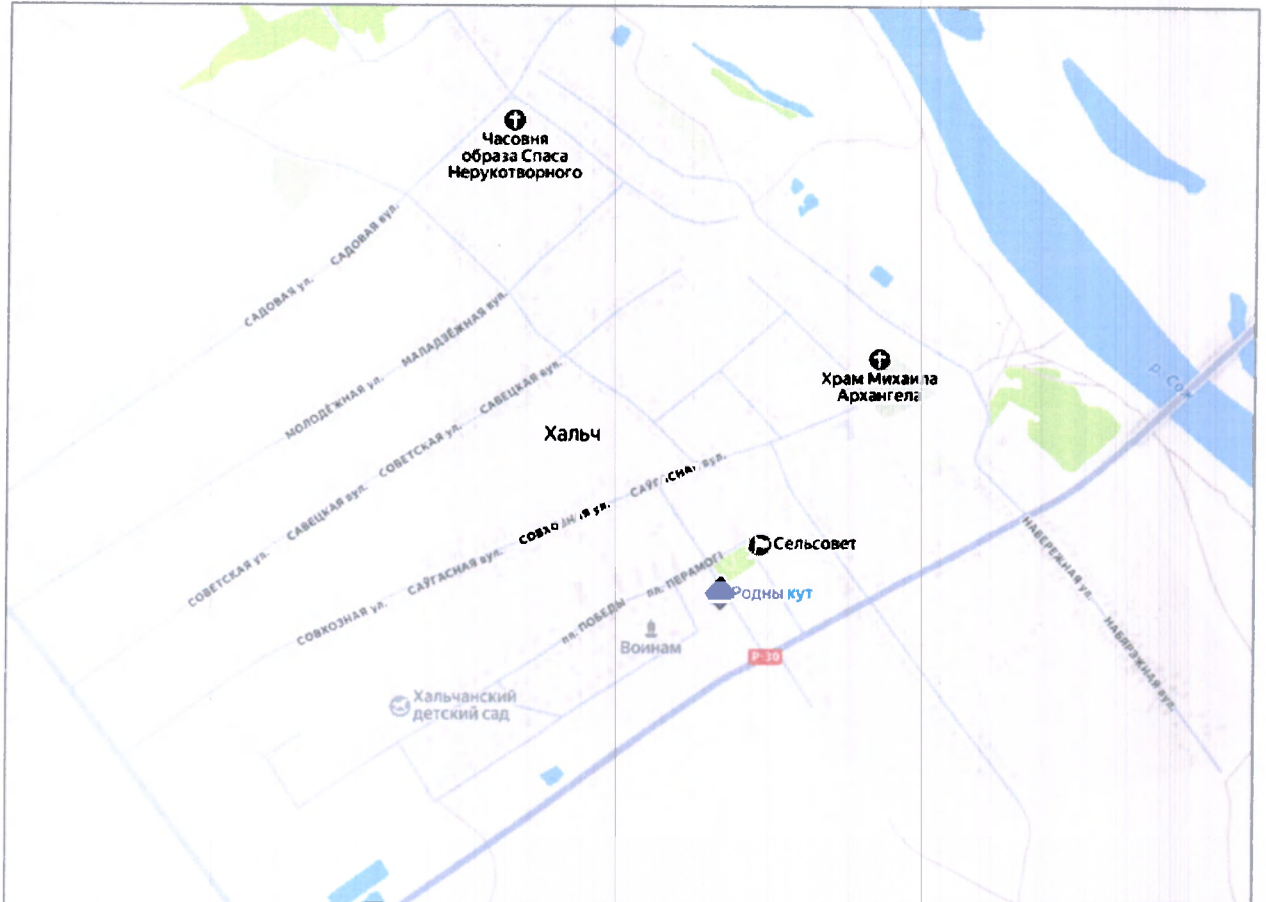 Часовня
образа Спаса
Нерукотворного
САДОВАЯ ул. САДОВАЯ вул.
МОЛОДЁЖНАЯ ул. МАЛАДЗЁЖНАЯ вул.
Храм Михаила
Архангела
р. Сож
Хальч
СОВЕТСКАЯ ул. САВЕЦКАЯ вул. СОВЕТСКАЯ ул. САВЕЦКАЯ вул.
СОВХОЗНАЯ ул. САЎГАСНАЯ вул. СОВХОЗНАЯ ул. САЎГАСНАЯ вул.
Сельсовет
Родны кут
пл. ПОБЕДЫ пл. ПЕРАМОГІ
Воинам
Р-30
НАБЕРЕЖНАЯ ул. НАБЯРЭЖНАЯ вул.
Хальчанский
детский сад